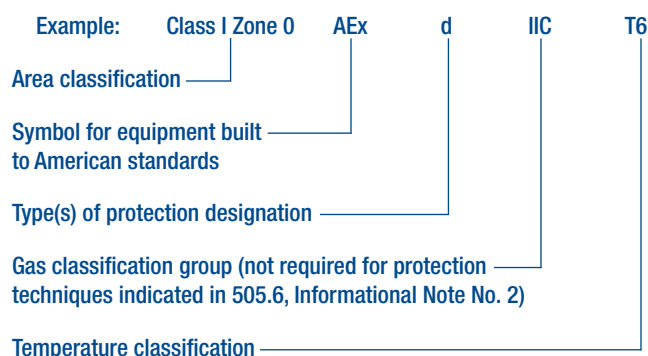 Example: Class I Zone 0 AEx d IIC T6
Area classification
Symbol for equipment built
to American standards
Type(s) of protection designation
Gas classification group (not required for protection
techniques indicated in 505.6, Informational Note No. 2)
Temperature classification